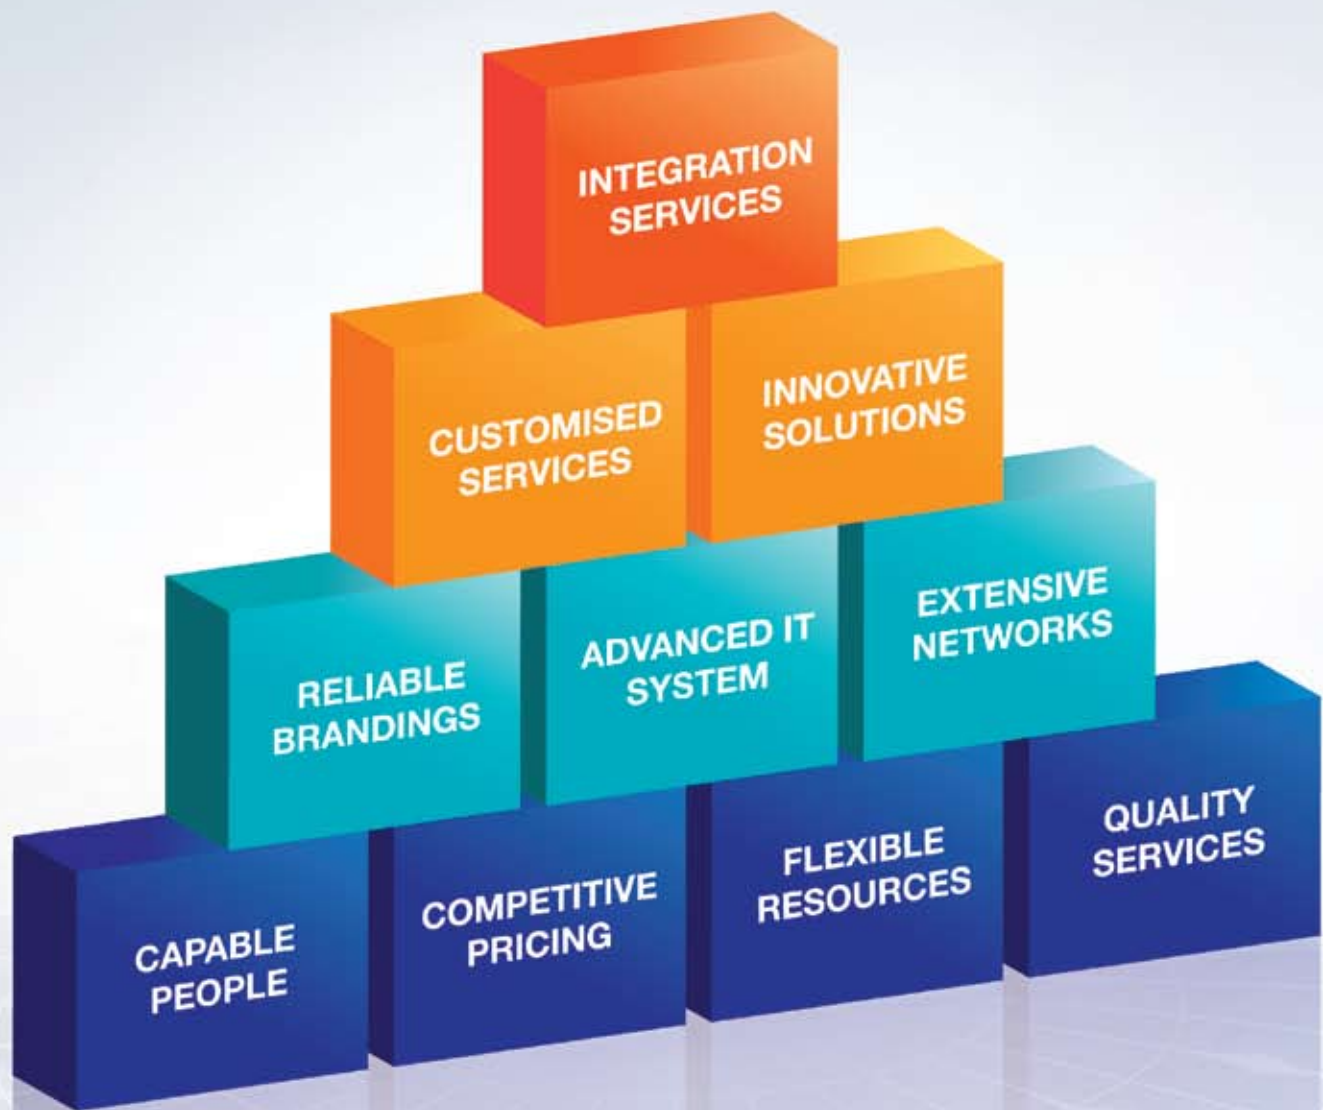 INTEGRATION
SERVICES
CUSTOMISED
SERVICES
INNOVATIVE
SOLUTIONS
RELIABLE
BRANDINGS
ADVANCED IT
SYSTEM
EXTENSIVE
NETWORKS
CAPABLE
PEOPLE
COMPETITIVE
PRICING
FLEXIBLE
RESOURCES
QUALITY
SERVICES